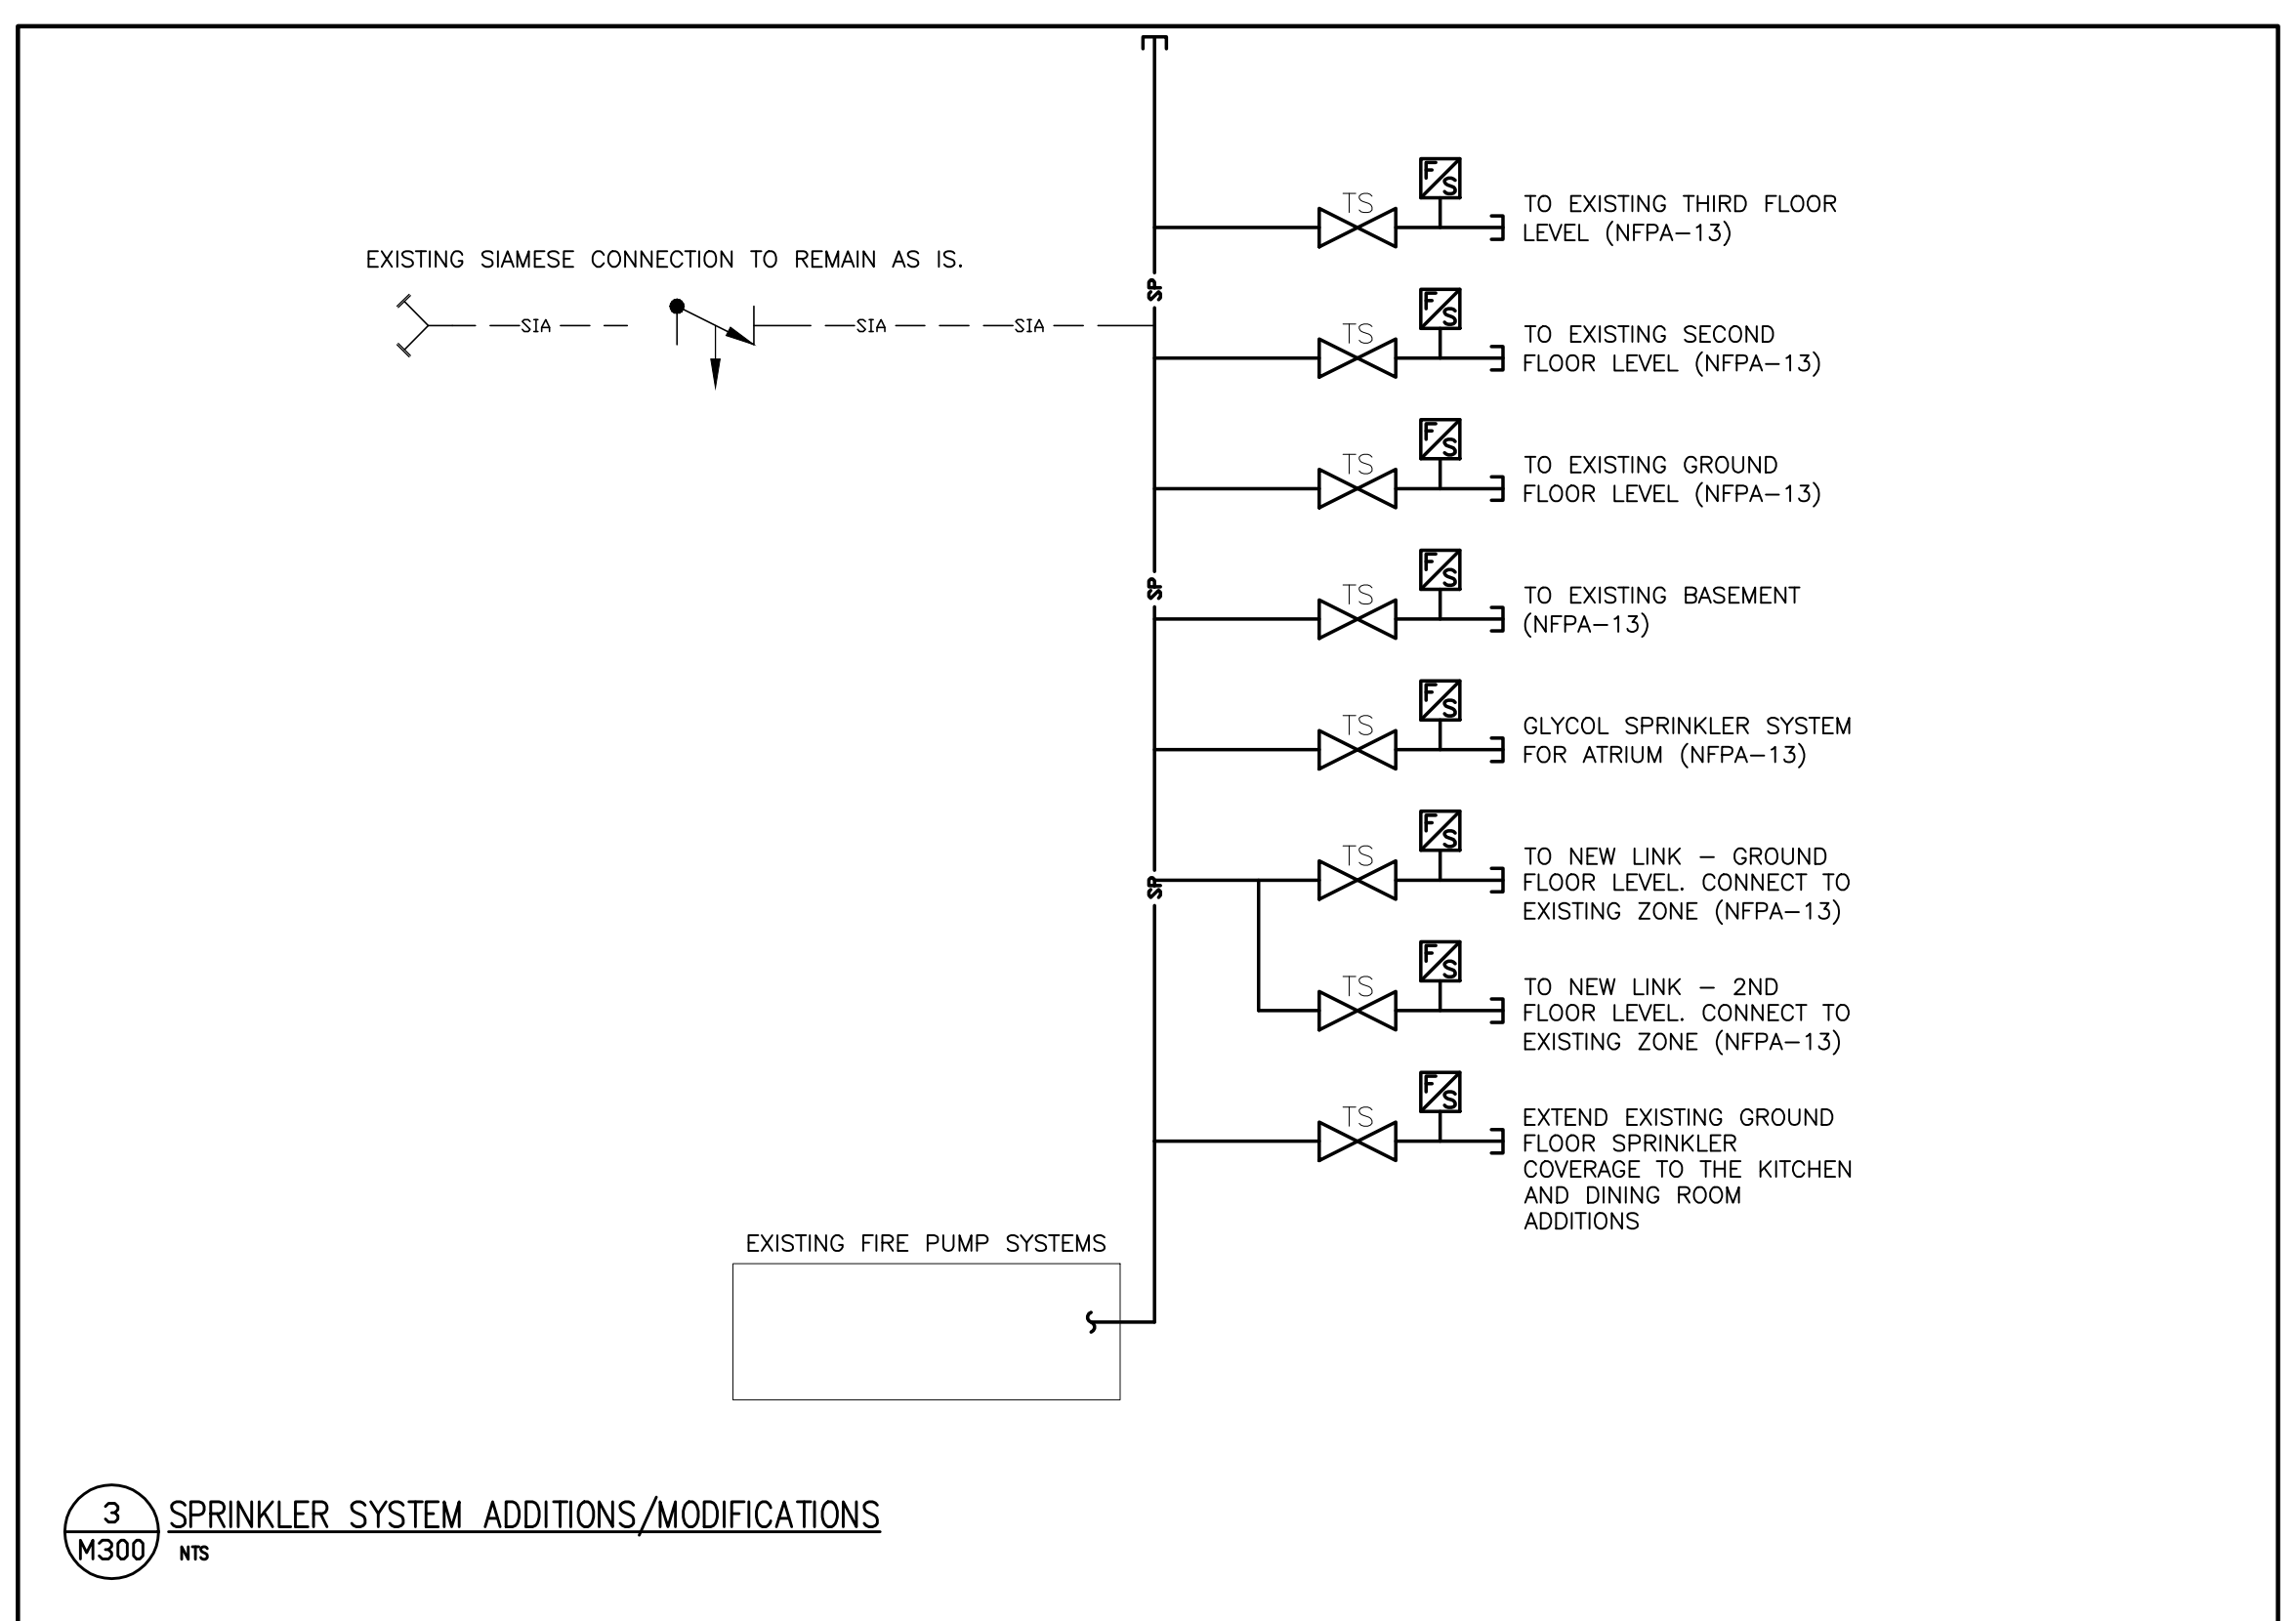 F/S
TS
TO EXISTING THIRD FLOOR
LEVEL (NFPA-13)
EXISTING SIAMESE CONNECTION TO REMAIN AS IS.
SP
F/S
TS
SIA
SIA
SIA
TO EXISTING SECOND
FLOOR LEVEL (NFPA-13)
F/S
TS
TO EXISTING GROUND
FLOOR LEVEL (NFPA-13)
SP
F/S
TS
TO EXISTING BASEMENT
(NFPA-13)
F/S
TS
GLYCOL SPRINKLER SYSTEM
FOR ATRIUM (NFPA-13)
SP
F/S
TS
TO NEW LINK - GROUND
FLOOR LEVEL. CONNECT TO
EXISTING ZONE (NFPA-13)
F/S
TS
TO NEW LINK - 2ND
FLOOR LEVEL. CONNECT TO
EXISTING ZONE (NFPA-13)
F/S
TS
EXTEND EXISTING GROUND
FLOOR SPRINKLER
COVERAGE TO THE KITCHEN
AND DINING ROOM
ADDITIONS
EXISTING FIRE PUMP SYSTEMS
3
M300
SPRINKLER SYSTEM ADDITIONS/MODIFICATIONS
NTS